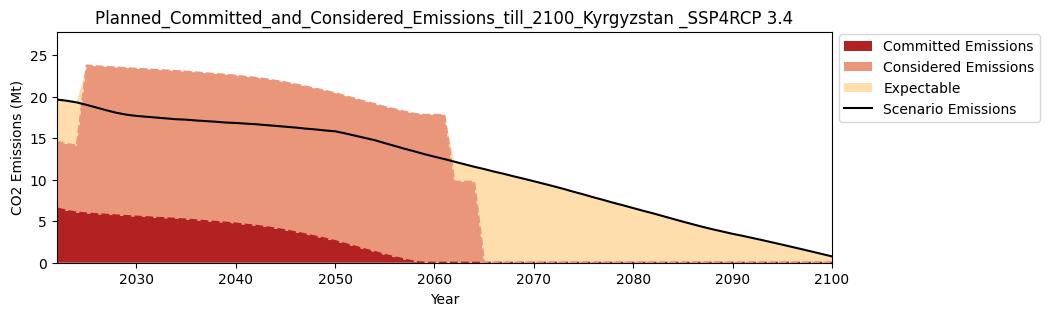 Planned_Committed_and_Considered_Emissions_till_2100_Kyrgyzstan _SSP4RCP 3.4
Committed Emissions
Considered Emissions
Expectable
Scenario Emissions
CO2 Emissions (Mt)
25
20
15
10
5
0
2030 2040 2050 2060 2070 2080 2090 2100
Year